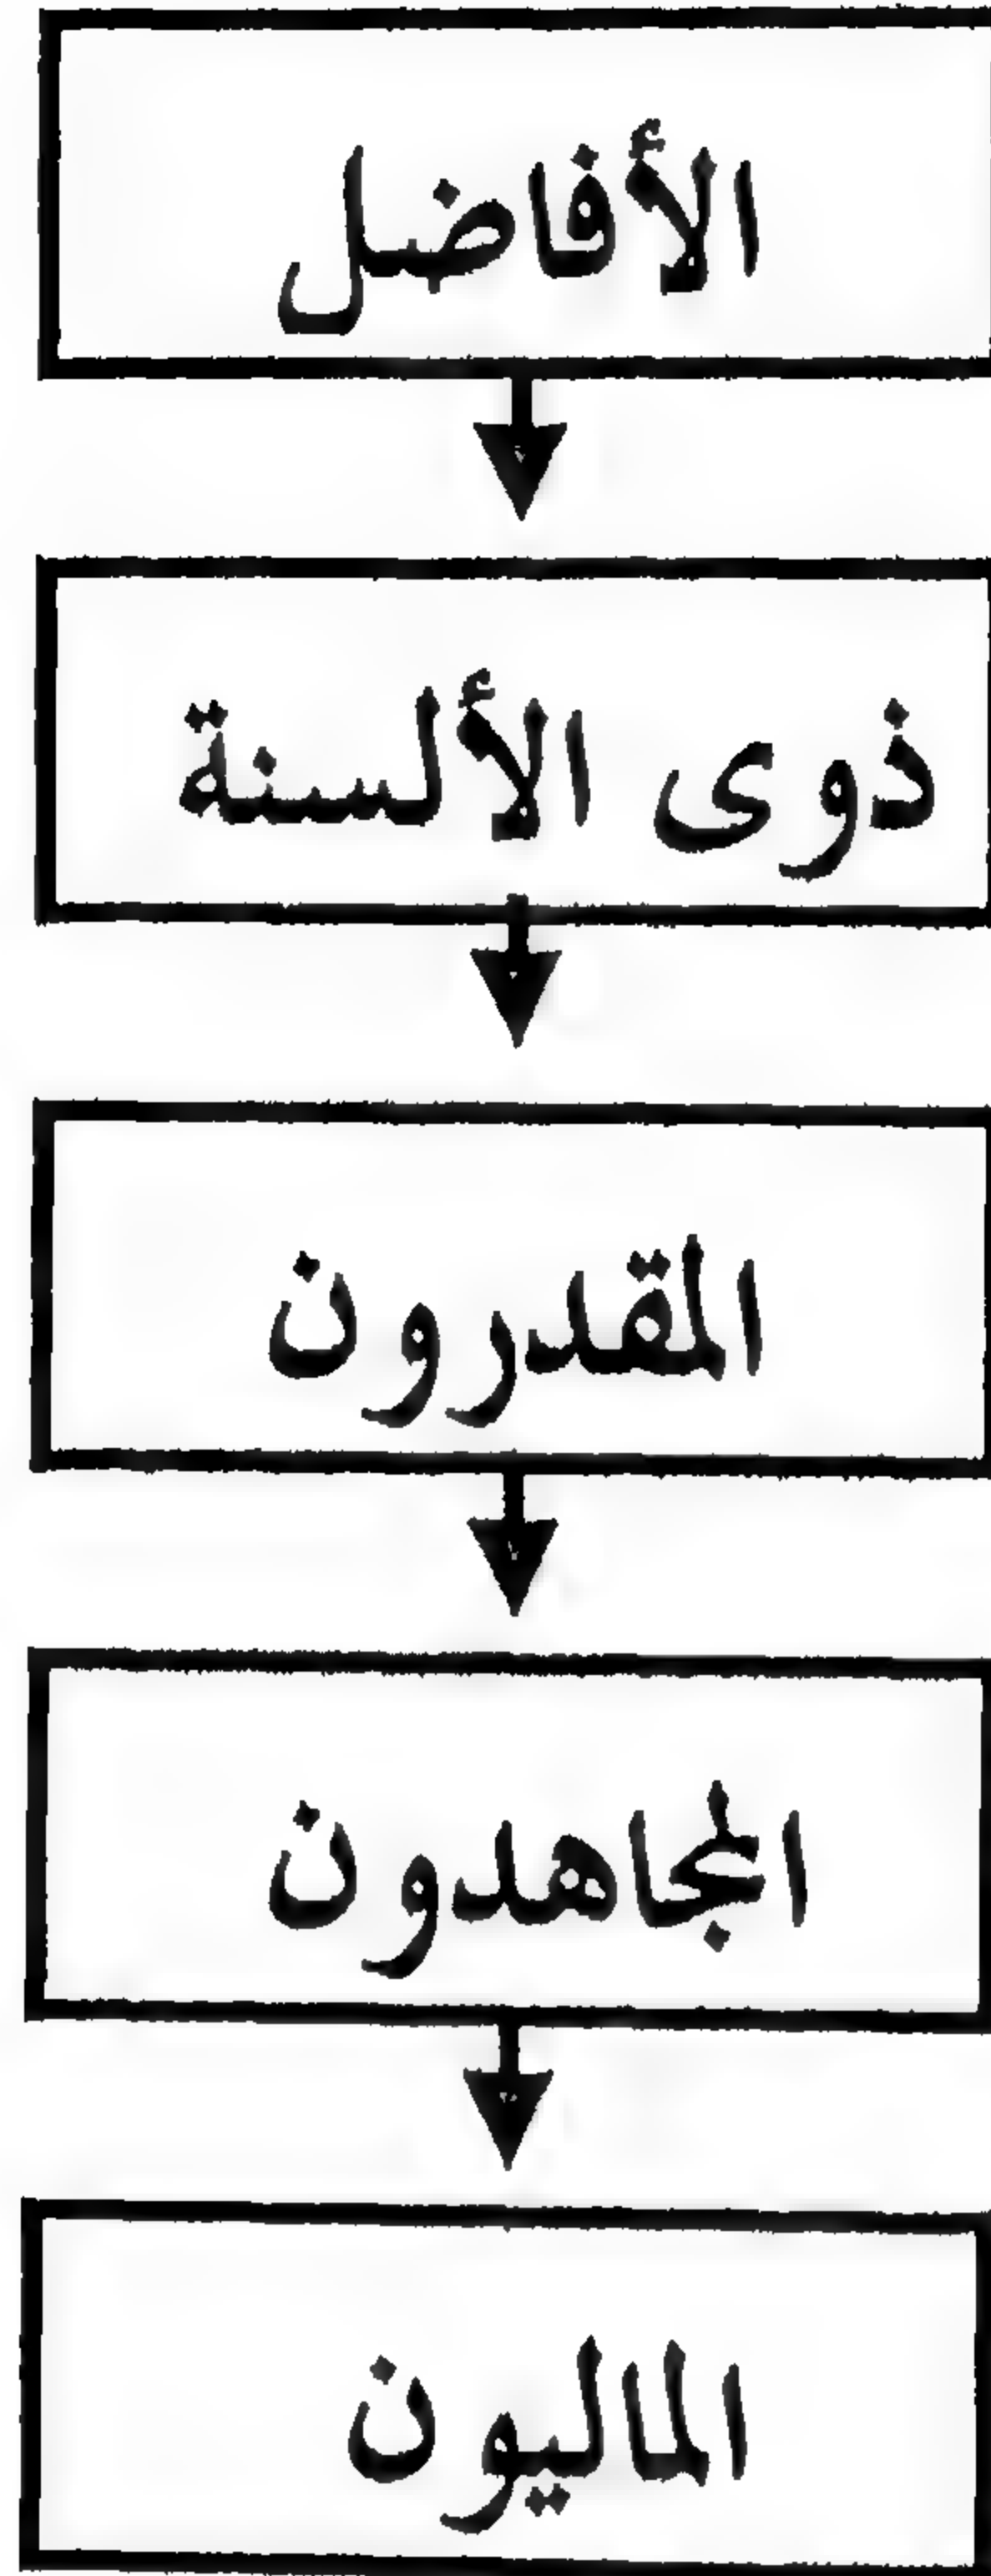 الأفاضل
ذوى الألسنة
المقدرون
المجاهدون
الماليون